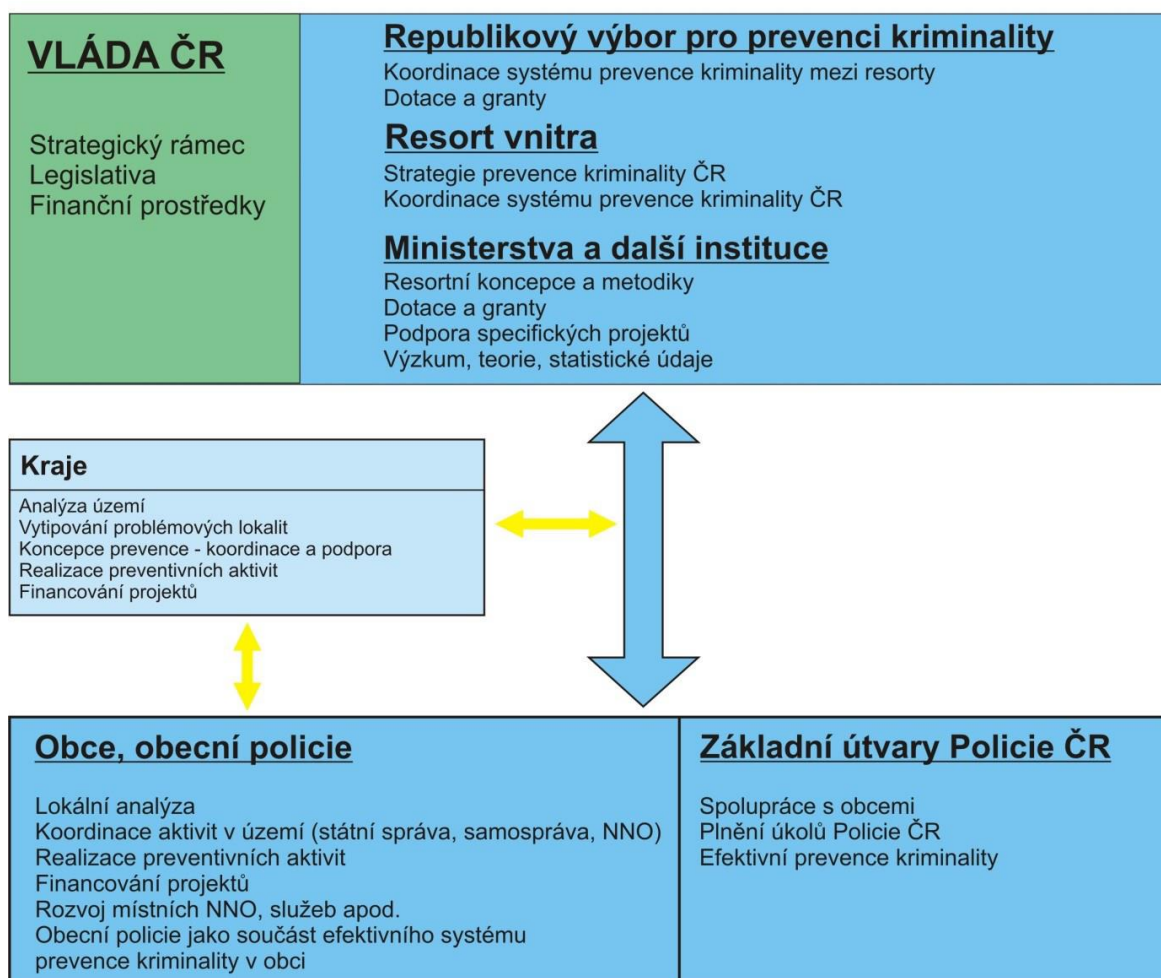 VLÁDA ČR
Strategický rámec
Legislativa
Finanční prostředky
Republikový výbor pro prevenci kriminality
Koordinace systému prevence kriminality mezi resorty
Dotace a granty
Resort vnitra
Strategie prevence kriminality ČR
Koordinace systému prevence kriminality ČR
Ministerstva a další instituce
Resortní koncepce a metodiky
Dotace a granty
Podpora specifických projektů
Výzkum, teorie, statistické údaje
Kraje
Analýza území
Vytipování problémových lokalit
Koncepce prevence - koordinace a podpora
Realizace preventivních aktivit
Financování projektů
Obce, obecní policie
Lokální analýza
Koordinace aktivit v území (státní správa, samospráva, NNO)
Realizace preventivních aktivit
Financování projektů
Rozvoj místních NNO, služeb apod.
Obecní policie jako součást efektivního systému
prevence kriminality v obci
Základní útvary Policie ČR
Spolupráce s obcemi
Plnění úkolů Policie ČR
Efektivní prevence kriminality